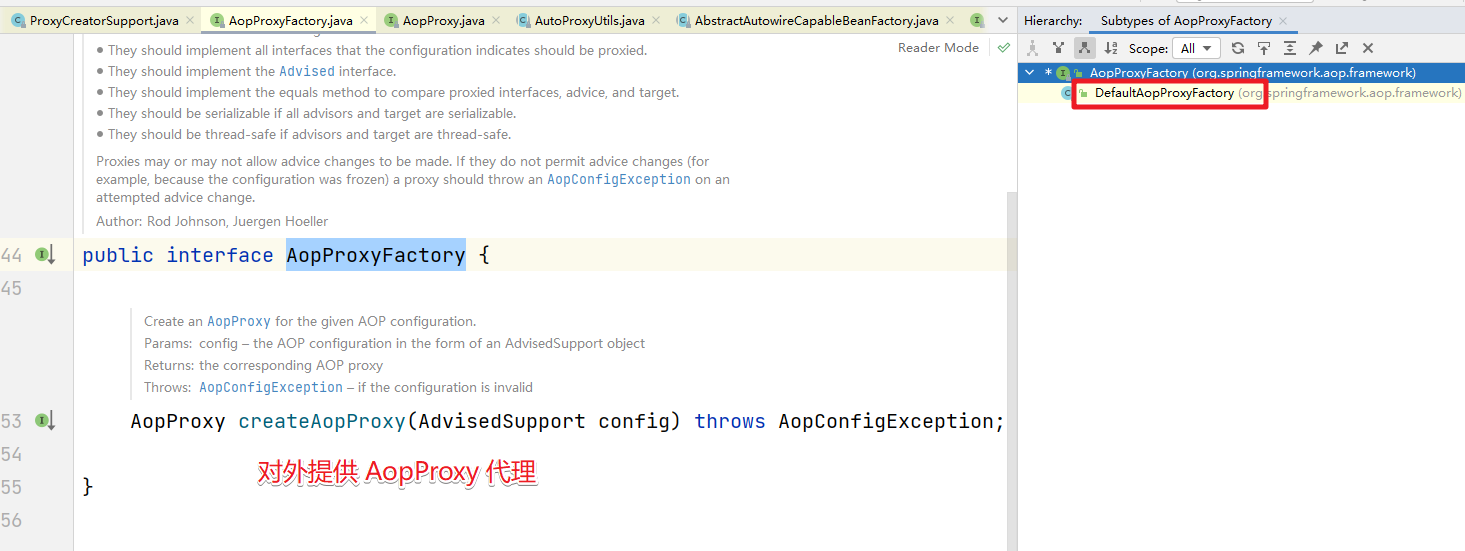 ProxyCreatorSupport.java
AopProxyFactory.java
AopProxy.java
AutoProxyUtils.java
AbstractAutowireCapableBeanFactory.java
Hierarchy: Subtypes of AopProxyFactory
Scope: All
• They should implement all interfaces that the configuration indicates should be proxied.
Reader Mode
• They should implement the Advised interface.
• They should implement the equals method to compare proxied interfaces, advice, and target.
• They should be serializable if all advisors and target are serializable.
• They should be thread-safe if advisors and target are thread-safe.
Proxies may or may not allow advice changes to be made. If they do not permit advice changes (for
example, because the configuration was frozen) a proxy should throw an AopConfigException on an
attempted advice change.
Author: Rod Johnson, Juergen Hoeller
44 public interface AopProxyFactory {
45
Create an AopProxy for the given AOP configuration.
Params: config – the AOP configuration in the form of an AdvisedSupport object
Returns: the corresponding AOP proxy
Throws: AopConfigException – if the configuration is invalid
53 AopProxy createAopProxy(AdvisedSupport config) throws AopConfigException;
54
对外提供 AopProxy 代理
55 }
56
* AopProxyFactory (org.springframework.aop.framework)
DefaultAopProxyFactory (org.springframework.aop.framework)